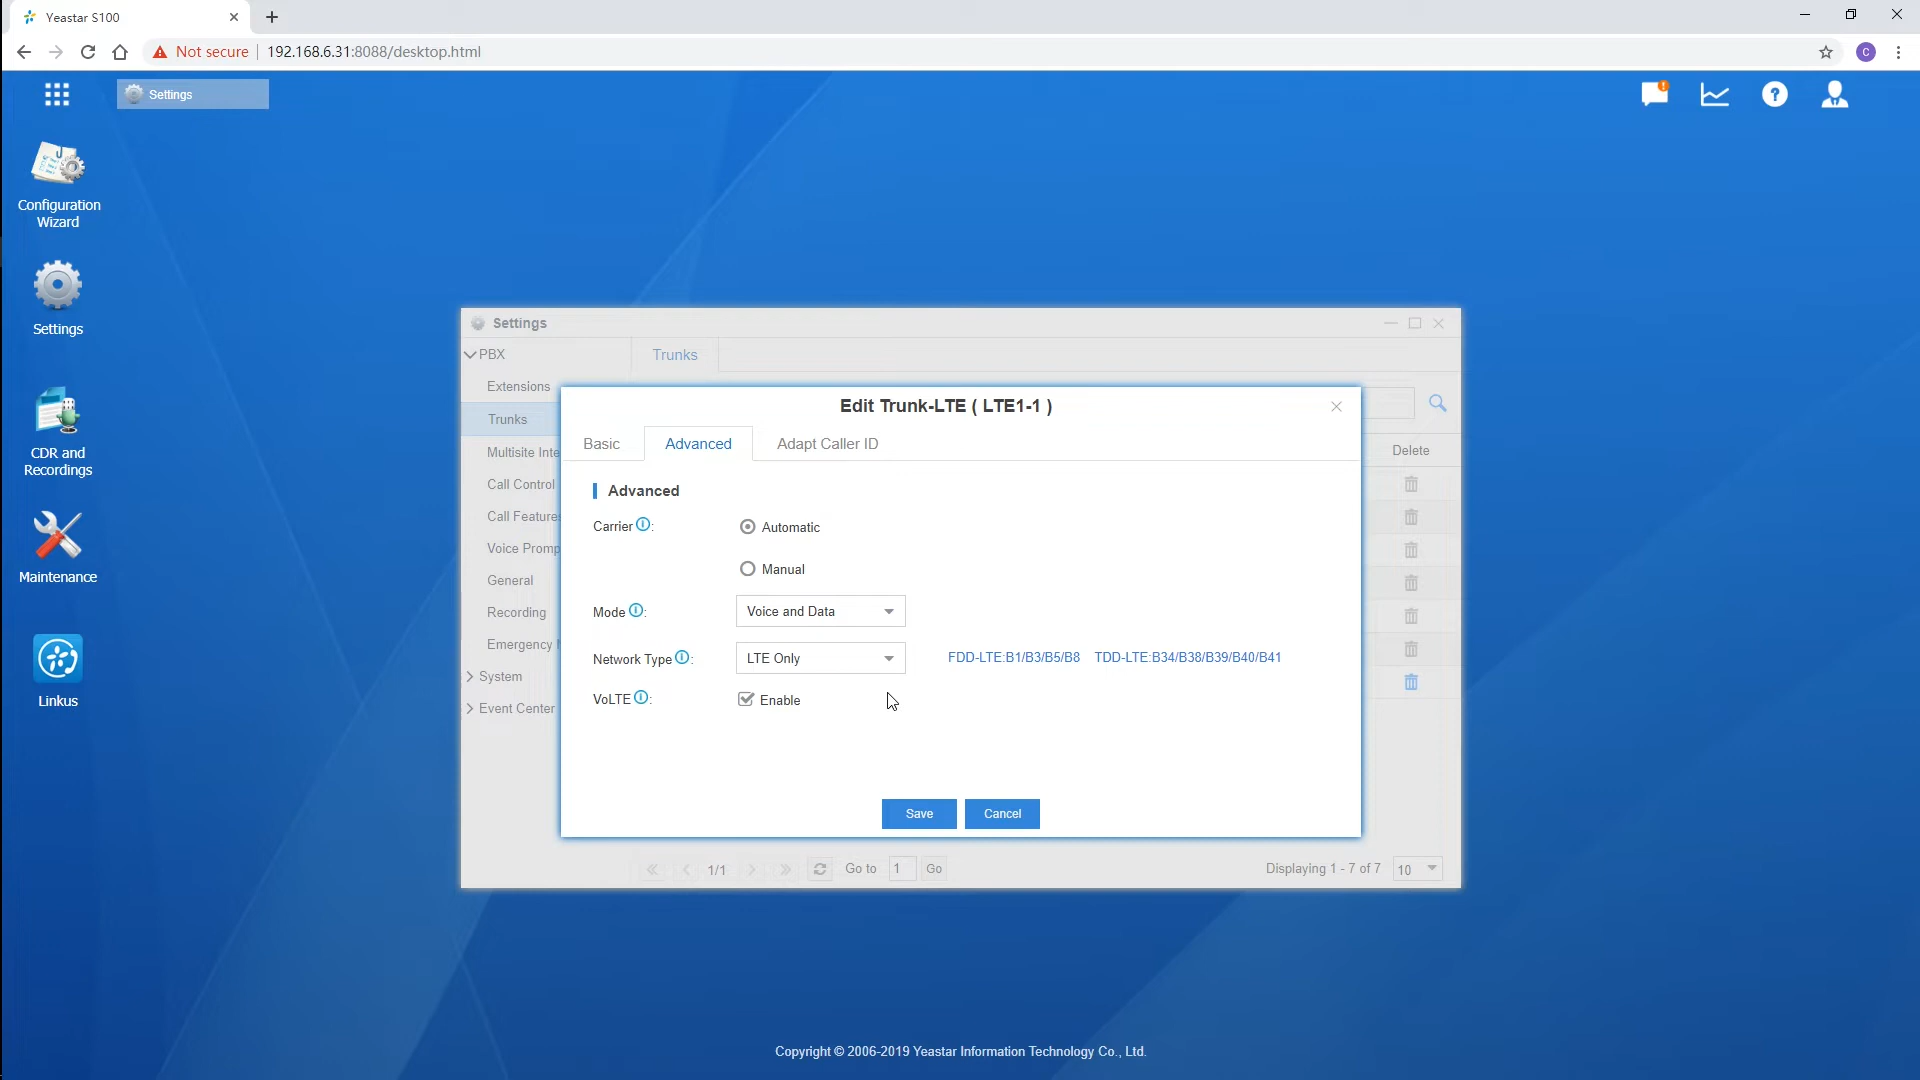 Yeastar S100
Not secure
192.168.6.31:8088/desktop.html
C
Settings
!
?
Configuration
Wizard
Settings
CDR and
Recordings
Maintenance
Linkus
Settings
PBX
Trunks
Extensions
Trunks
Multisite Inte
Call Control
Call Feature
Voice Promp
General
Recording
Emergency
System
Event Center
Delete
Edit Trunk-LTE ( LTE1-1 )
Basic
Advanced
Adapt Caller ID
Advanced
Carrier :
Automatic
Manual
Mode :
Voice and Data
Network Type :
LTE Only
FDD-LTE:B1/B3/B5/B8 TDD-LTE:B34/B38/B39/B40/B41
VoLTE :
Enable
Save
Cancel
1/1
Go to
1
Go
Displaying 1 - 7 of 7
10
Copyright © 2006-2019 Yeastar Information Technology Co., Ltd.